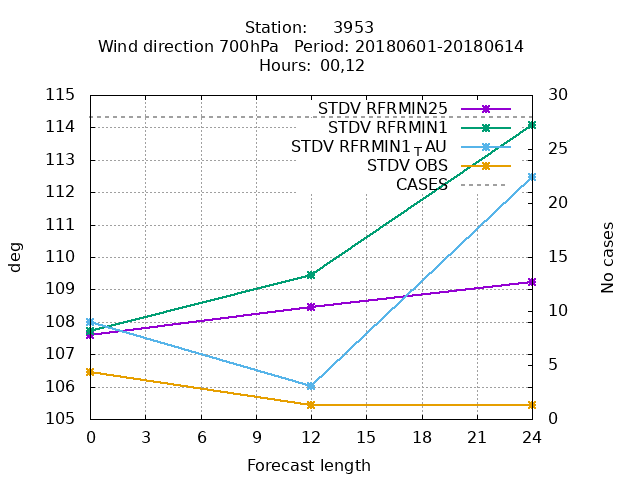 Station: 3953
Wind direction 700hPa Period: 20180601-20180614
Hours: 00,12
115
114
113
112
111
110
109
108
107
106
105
deg
30
25
20
15
10
5
0
No cases
STDV RFRMIN25
STDV RFRMIN1
STDV RFRMIN1TAU
STDV OBS
CASES
0 3 6 9 12 15 18 21 24
Forecast length